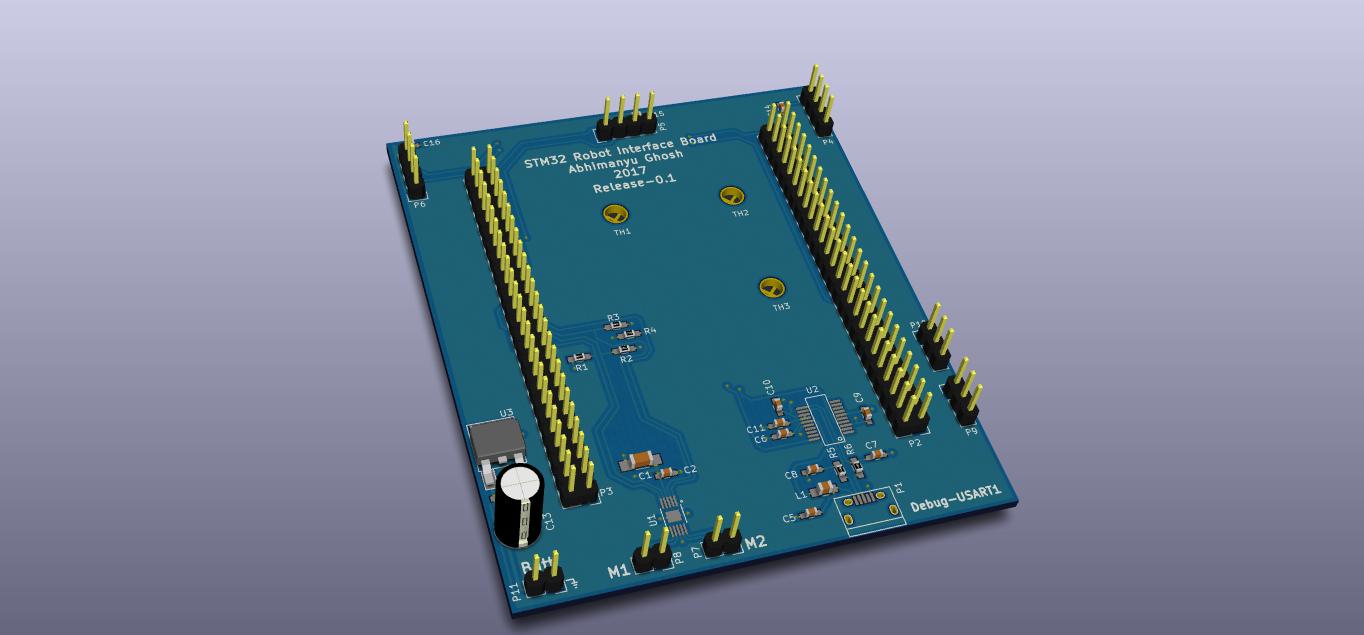 C16
P6
15
P5
P4
STM32 Robot Interface Board
Abhimanyu Ghosh
2017
Release-0.1
TH1
TH2
TH3
R3
R4
R2
R1
P9
P2
U3
C13
P3
C1
C2
U1
C10
U2
C9
C11
C6
R5
R6
C7
C8
L1
C5
P1
Debug-USART1
P11
M1
P8
P7
M2